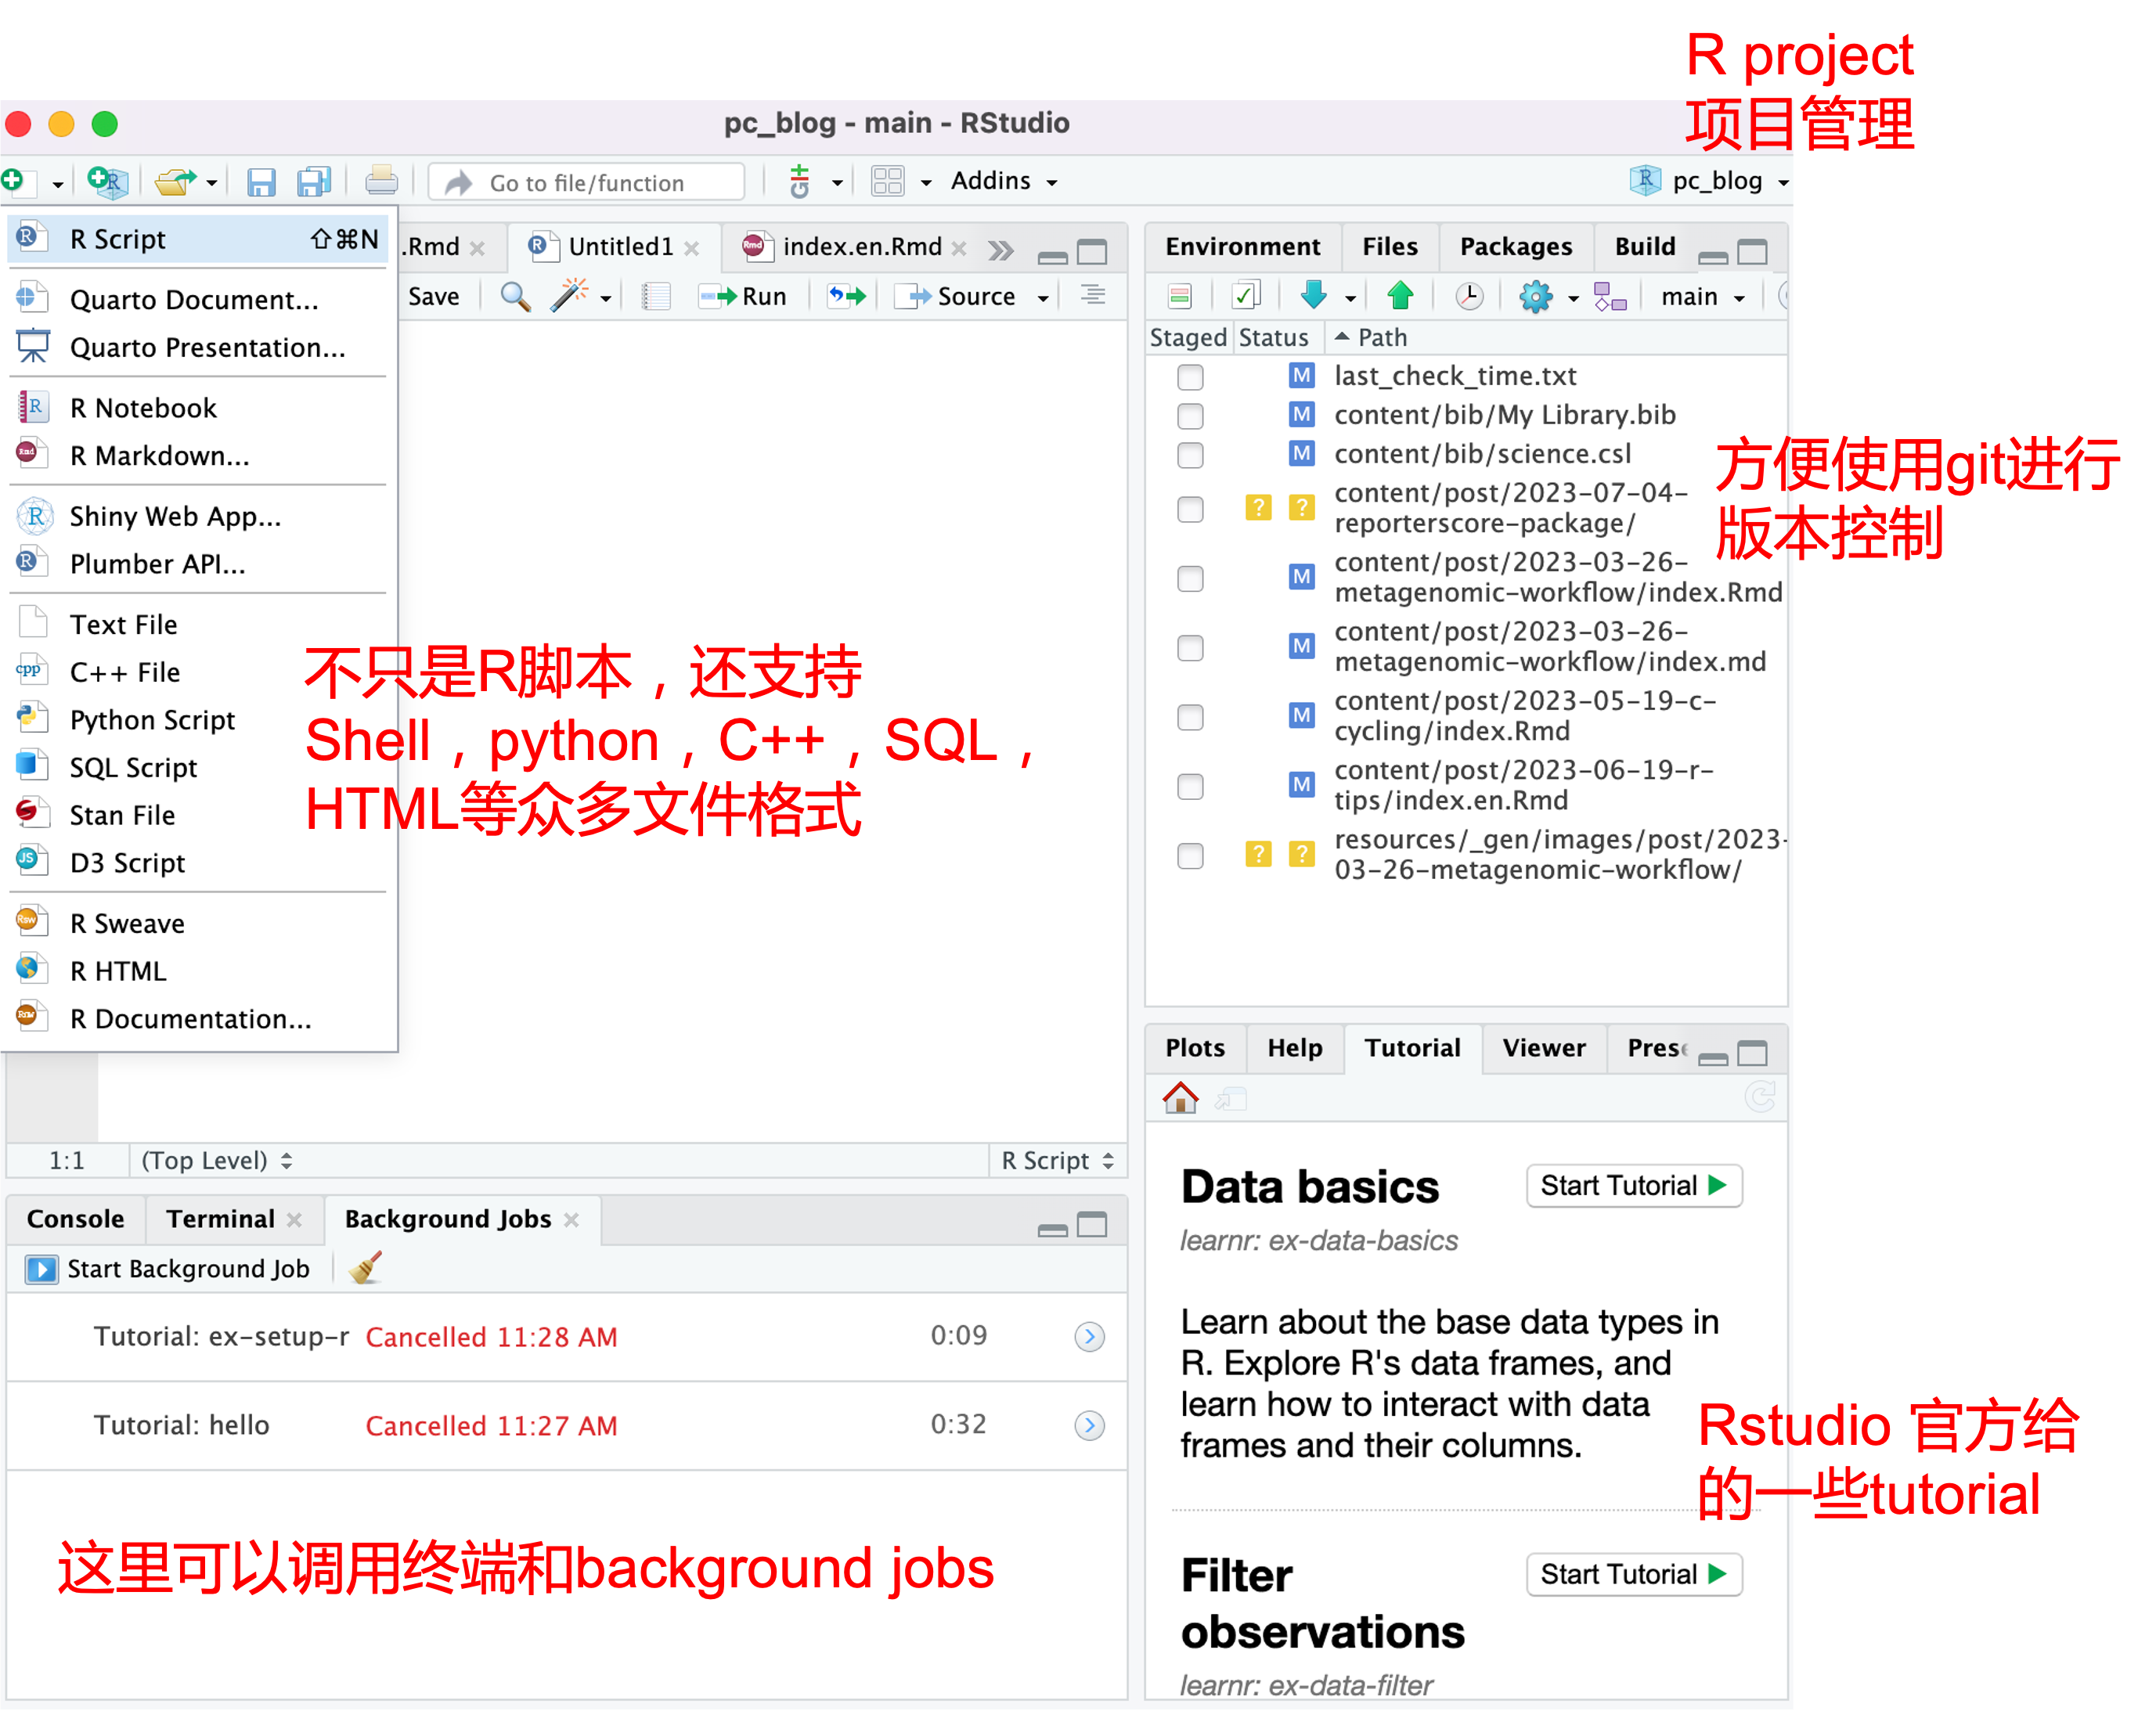 R project
项目管理
pc_blog - main - RStudio
Go to file/function
Addins
pc_blog
R Script ⇧⌘N
Quarto Document...
Quarto Presentation...
R Notebook
R Markdown...
Shiny Web App...
Plumber API...
Text File
C++ File
Python Script
SQL Script
Stan File
D3 Script
R Sweave
R HTML
R Documentation...
.Rmd
Untitled1
index.en.Rmd
Save
Run
Source
不只是R脚本，还支持
Shell，python，C++，SQL，
HTML等众多文件格式
1:1
(Top Level)
R Script
Environment
Files
Packages
Build
main
Staged
Status
Path
M last_check_time.txt
M content/bib/My Library.bib
M content/bib/science.csl
? ? content/post/2023-07-04-
reporterscore-package/
M content/post/2023-03-26-
metagenomic-workflow/index.Rmd
M content/post/2023-03-26-
metagenomic-workflow/index.md
M content/post/2023-05-19-c-
cycling/index.Rmd
M content/post/2023-06-19-r-
tips/index.en.Rmd
? ? resources/_gen/images/post/2023-
03-26-metagenomic-workflow/
方便使用git进行
版本控制
Console
Terminal
Background Jobs
Start Background Job
Tutorial: ex-setup-r Cancelled 11:28 AM 0:09
Tutorial: hello Cancelled 11:27 AM 0:32
这里可以调用终端和background jobs
Plots
Help
Tutorial
Viewer
Data basics
Start Tutorial
learnr: ex-data-basics
Learn about the base data types in
R. Explore R's data frames, and
learn how to interact with data
frames and their columns.
Filter
observations
Start Tutorial
learnr: ex-data-filter
Rstudio 官方给
的一些tutorial